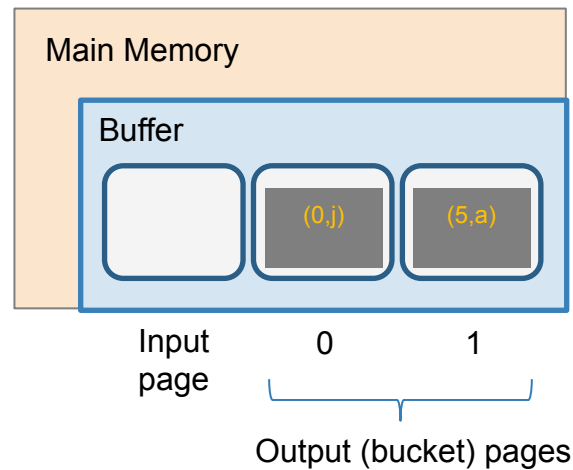 Main Memory
Buffer
(0,j)
(5,a)
Input
page
0
1
Output (bucket) pages